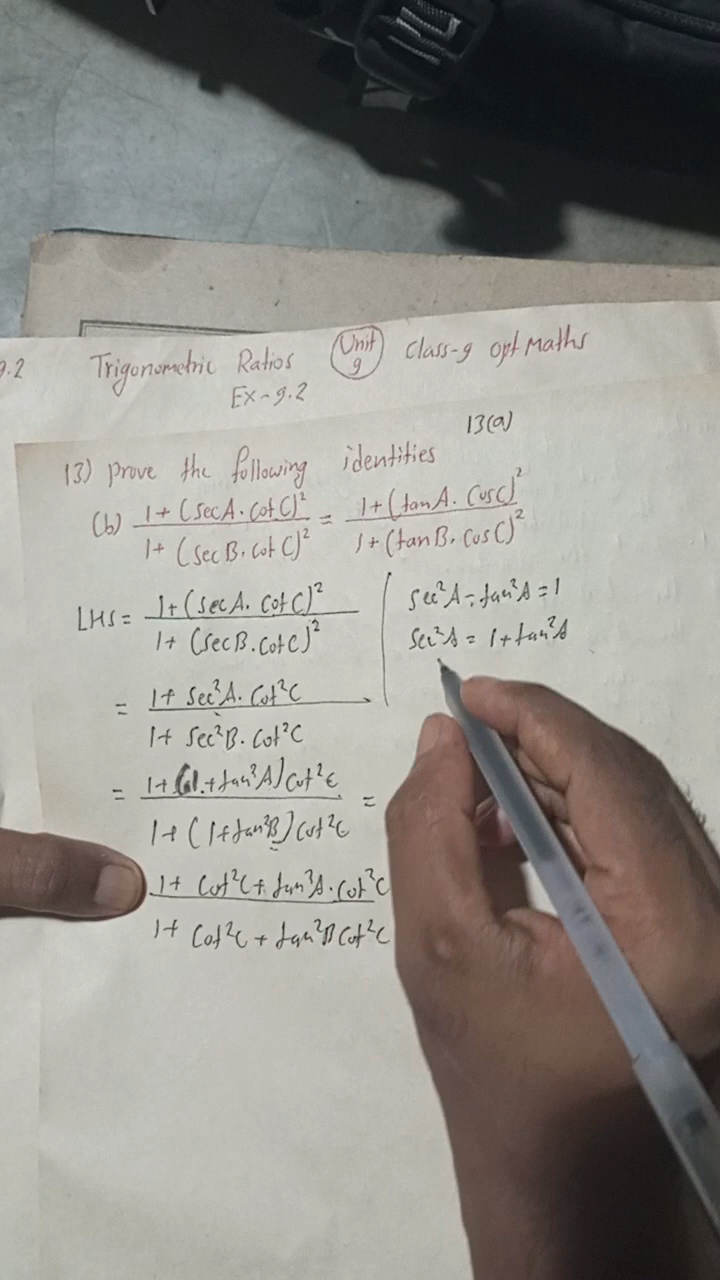 9.2 Trigonometric Ratios Unit 9 Class-9 Opt Maths
Ex-9.2
13(a)
13) prove the following identities
(b) 1+(secA.cotC)² / 1+(secB.cotC)² = 1+(tanA.CosC)² / 1+(tanB.CosC)²
LHS = 1+(secA.cotC)² / 1+(secB.cotC)²
= 1+ sec²A.cot²C / 1+ sec²B.cot²C
= 1+(1+tan²A)cot²C / 1+(1+tan²B)cot²C =
1+ cot²C+tan²A.cot²C / 1+ cot²C+tan²B cot²C
sec²A-tan²A=1
sec²A = 1+tan²A